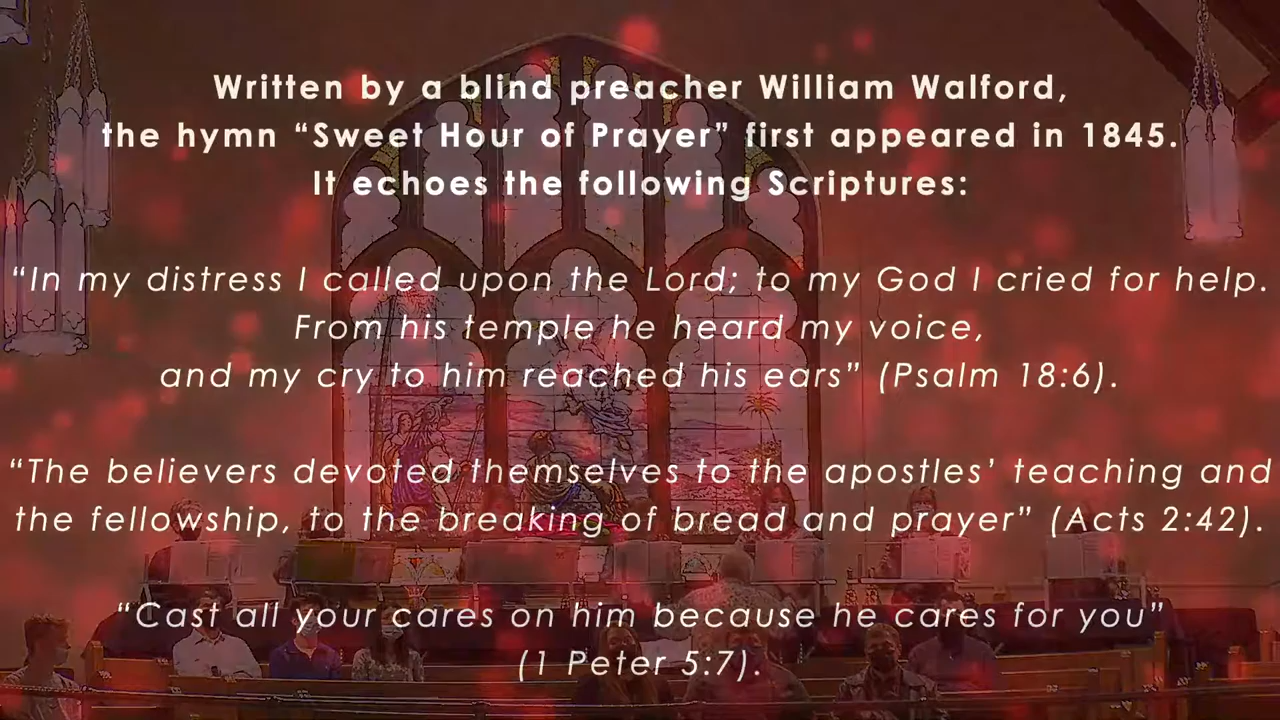 Written by a blind preacher William Walford,
the hymn “Sweet Hour of Prayer” first appeared in 1845.
It echoes the following Scriptures:
“In my distress I called upon the Lord; to my God I cried for help.
From his temple he heard my voice,
and my cry to him reached his ears” (Psalm 18:6).
“The believers devoted themselves to the apostles’ teaching and
the fellowship, to the breaking of bread and prayer” (Acts 2:42).
“Cast all your cares on him because he cares for you”
(1 Peter 5:7).